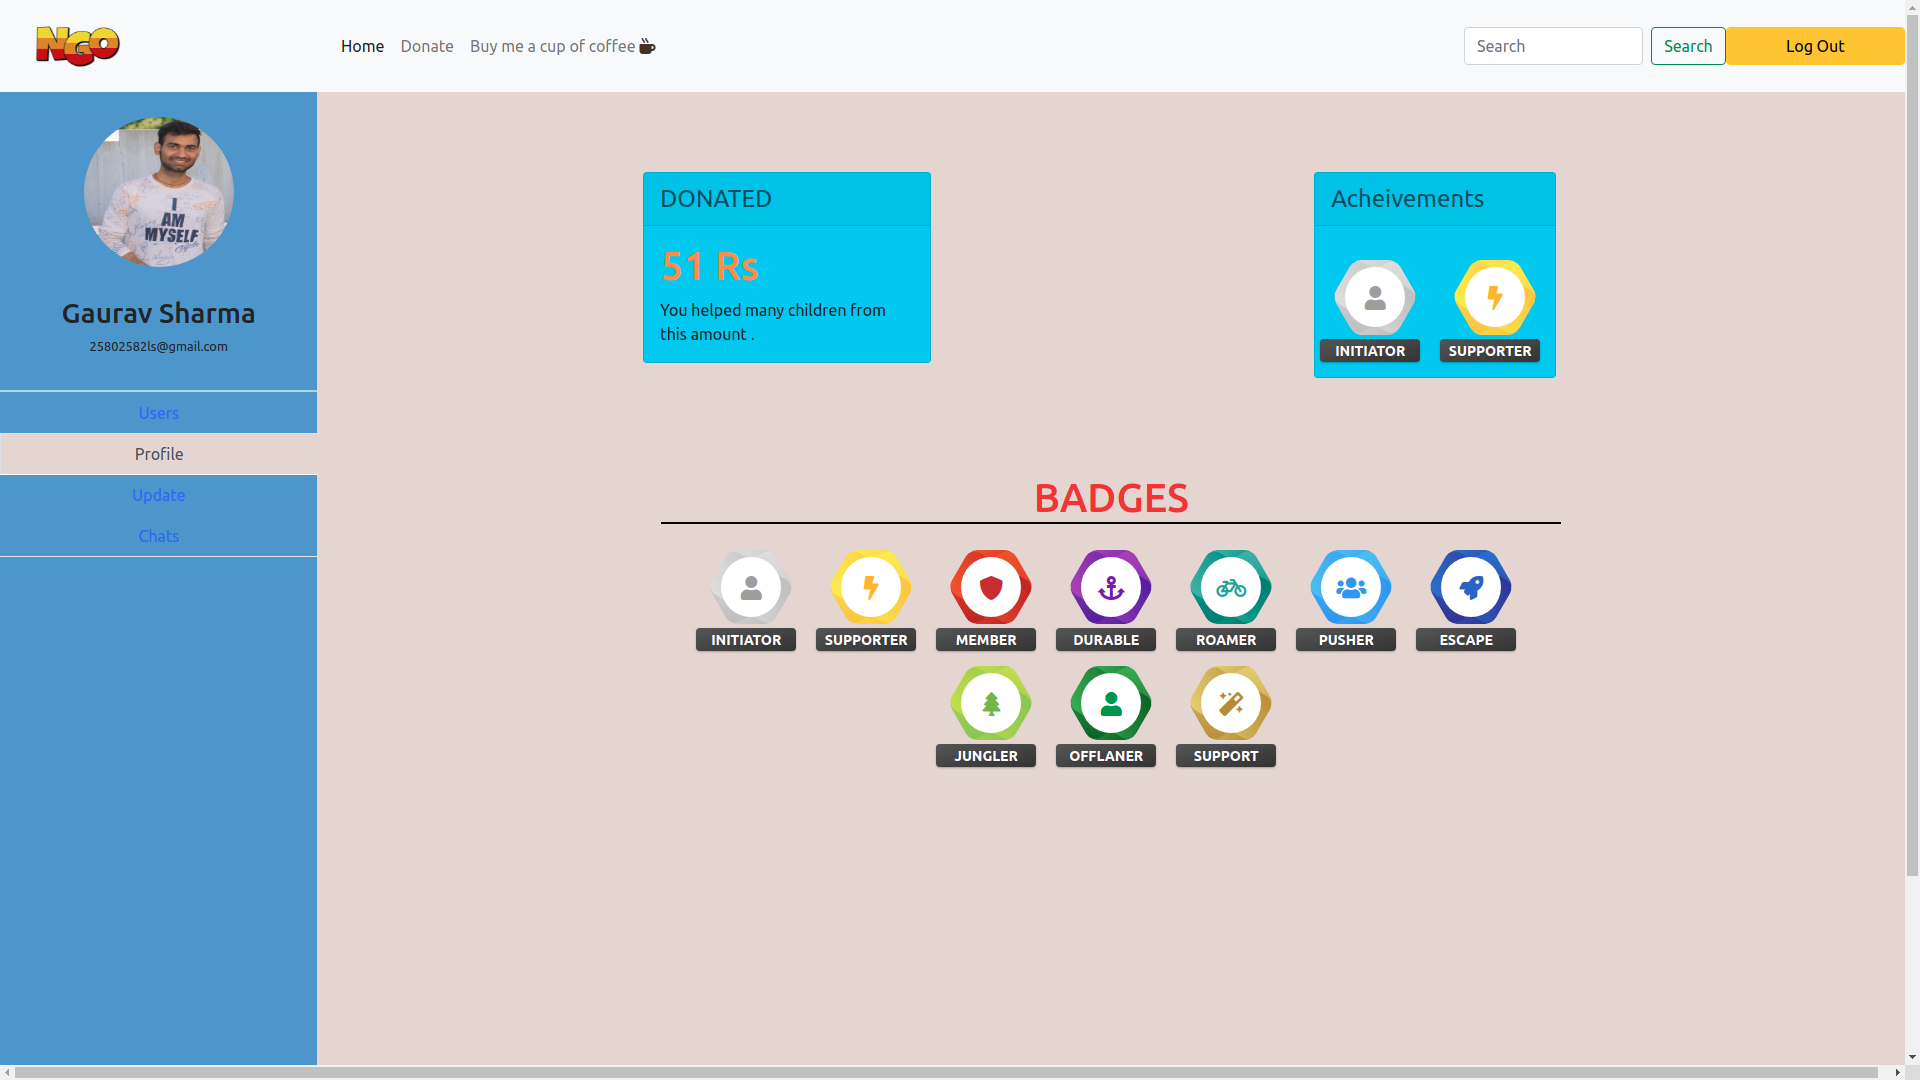 NGO
Home Donate Buy me a cup of coffee
Search Search Log Out
I
AM
MYSELF
Gaurav Sharma
25802582ls@gmail.com
Users
Profile
Update
Chats
DONATED
51 Rs
You helped many children from
this amount .
Acheivements
INITIATOR SUPPORTER
BADGES
INITIATOR SUPPORTER MEMBER DURABLE ROAMER PUSHER ESCAPE
JUNGLER OFFLANER SUPPORT